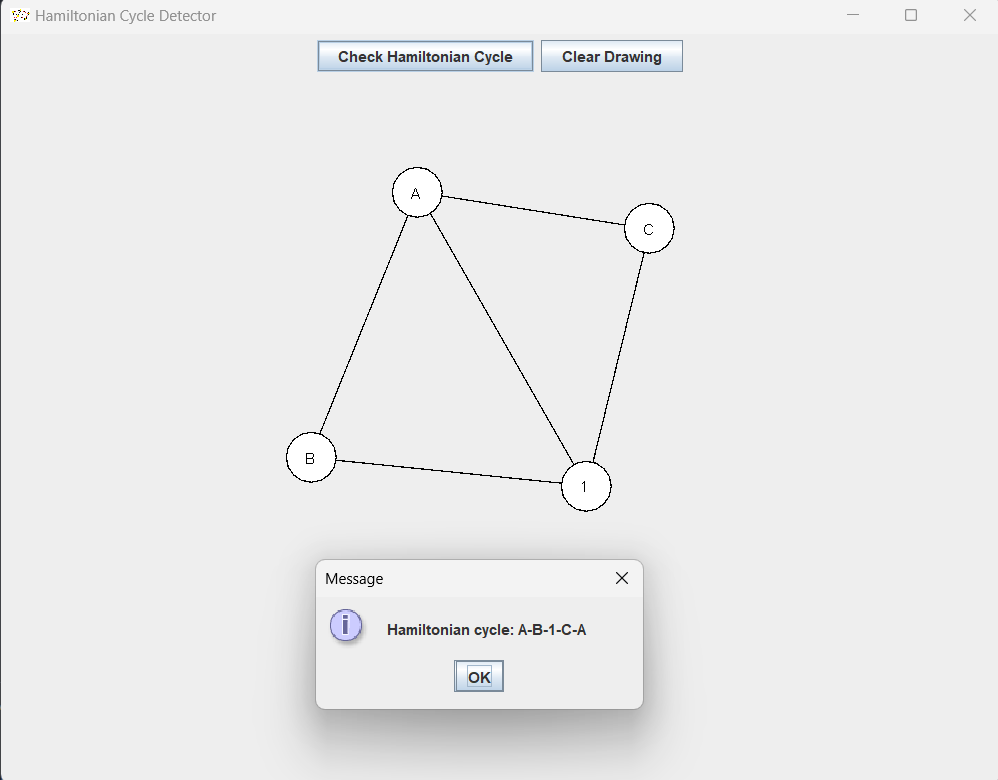 Hamiltonian Cycle Detector
Check Hamiltonian Cycle Clear Drawing
A
C
B
1
Message
Hamiltonian cycle: A-B-1-C-A
OK